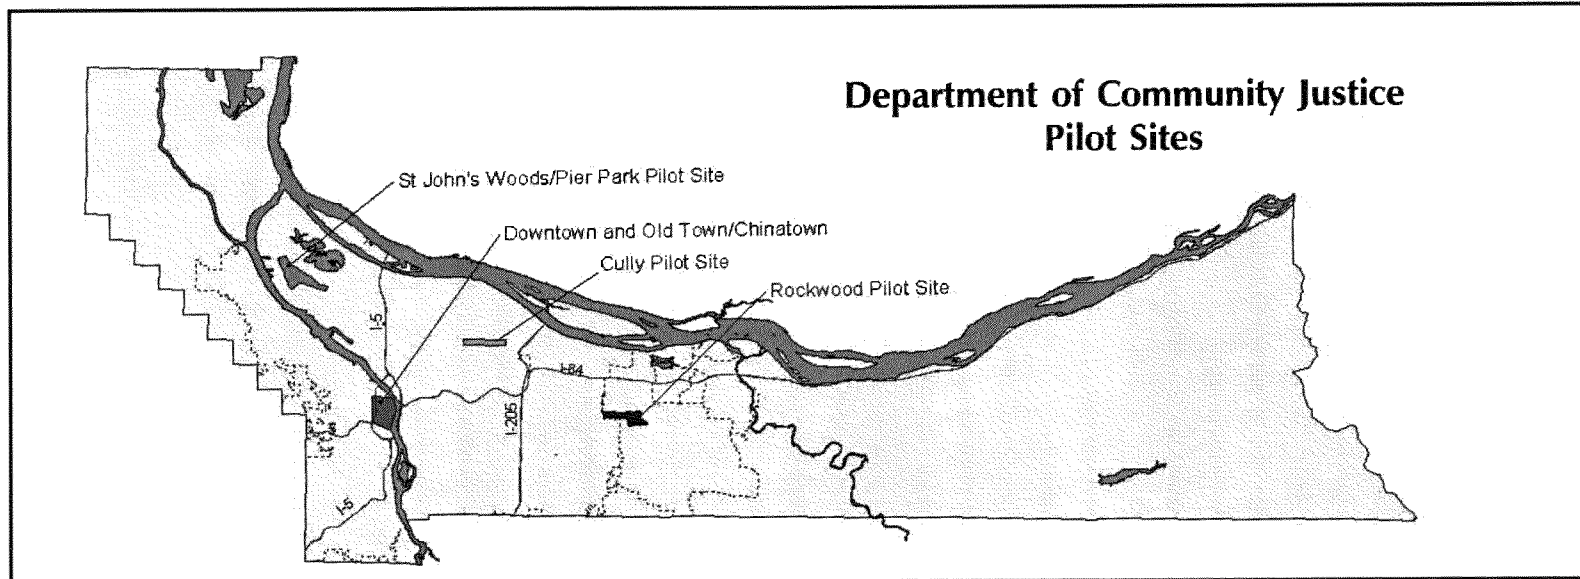 Department of Community Justice
Pilot Sites
St John's Woods/Pier Park Pilot Site
Downtown and Old Town/Chinatown
Cully Pilot Site
Rockwood Pilot Site
I-5
I-84
I-205
I-5